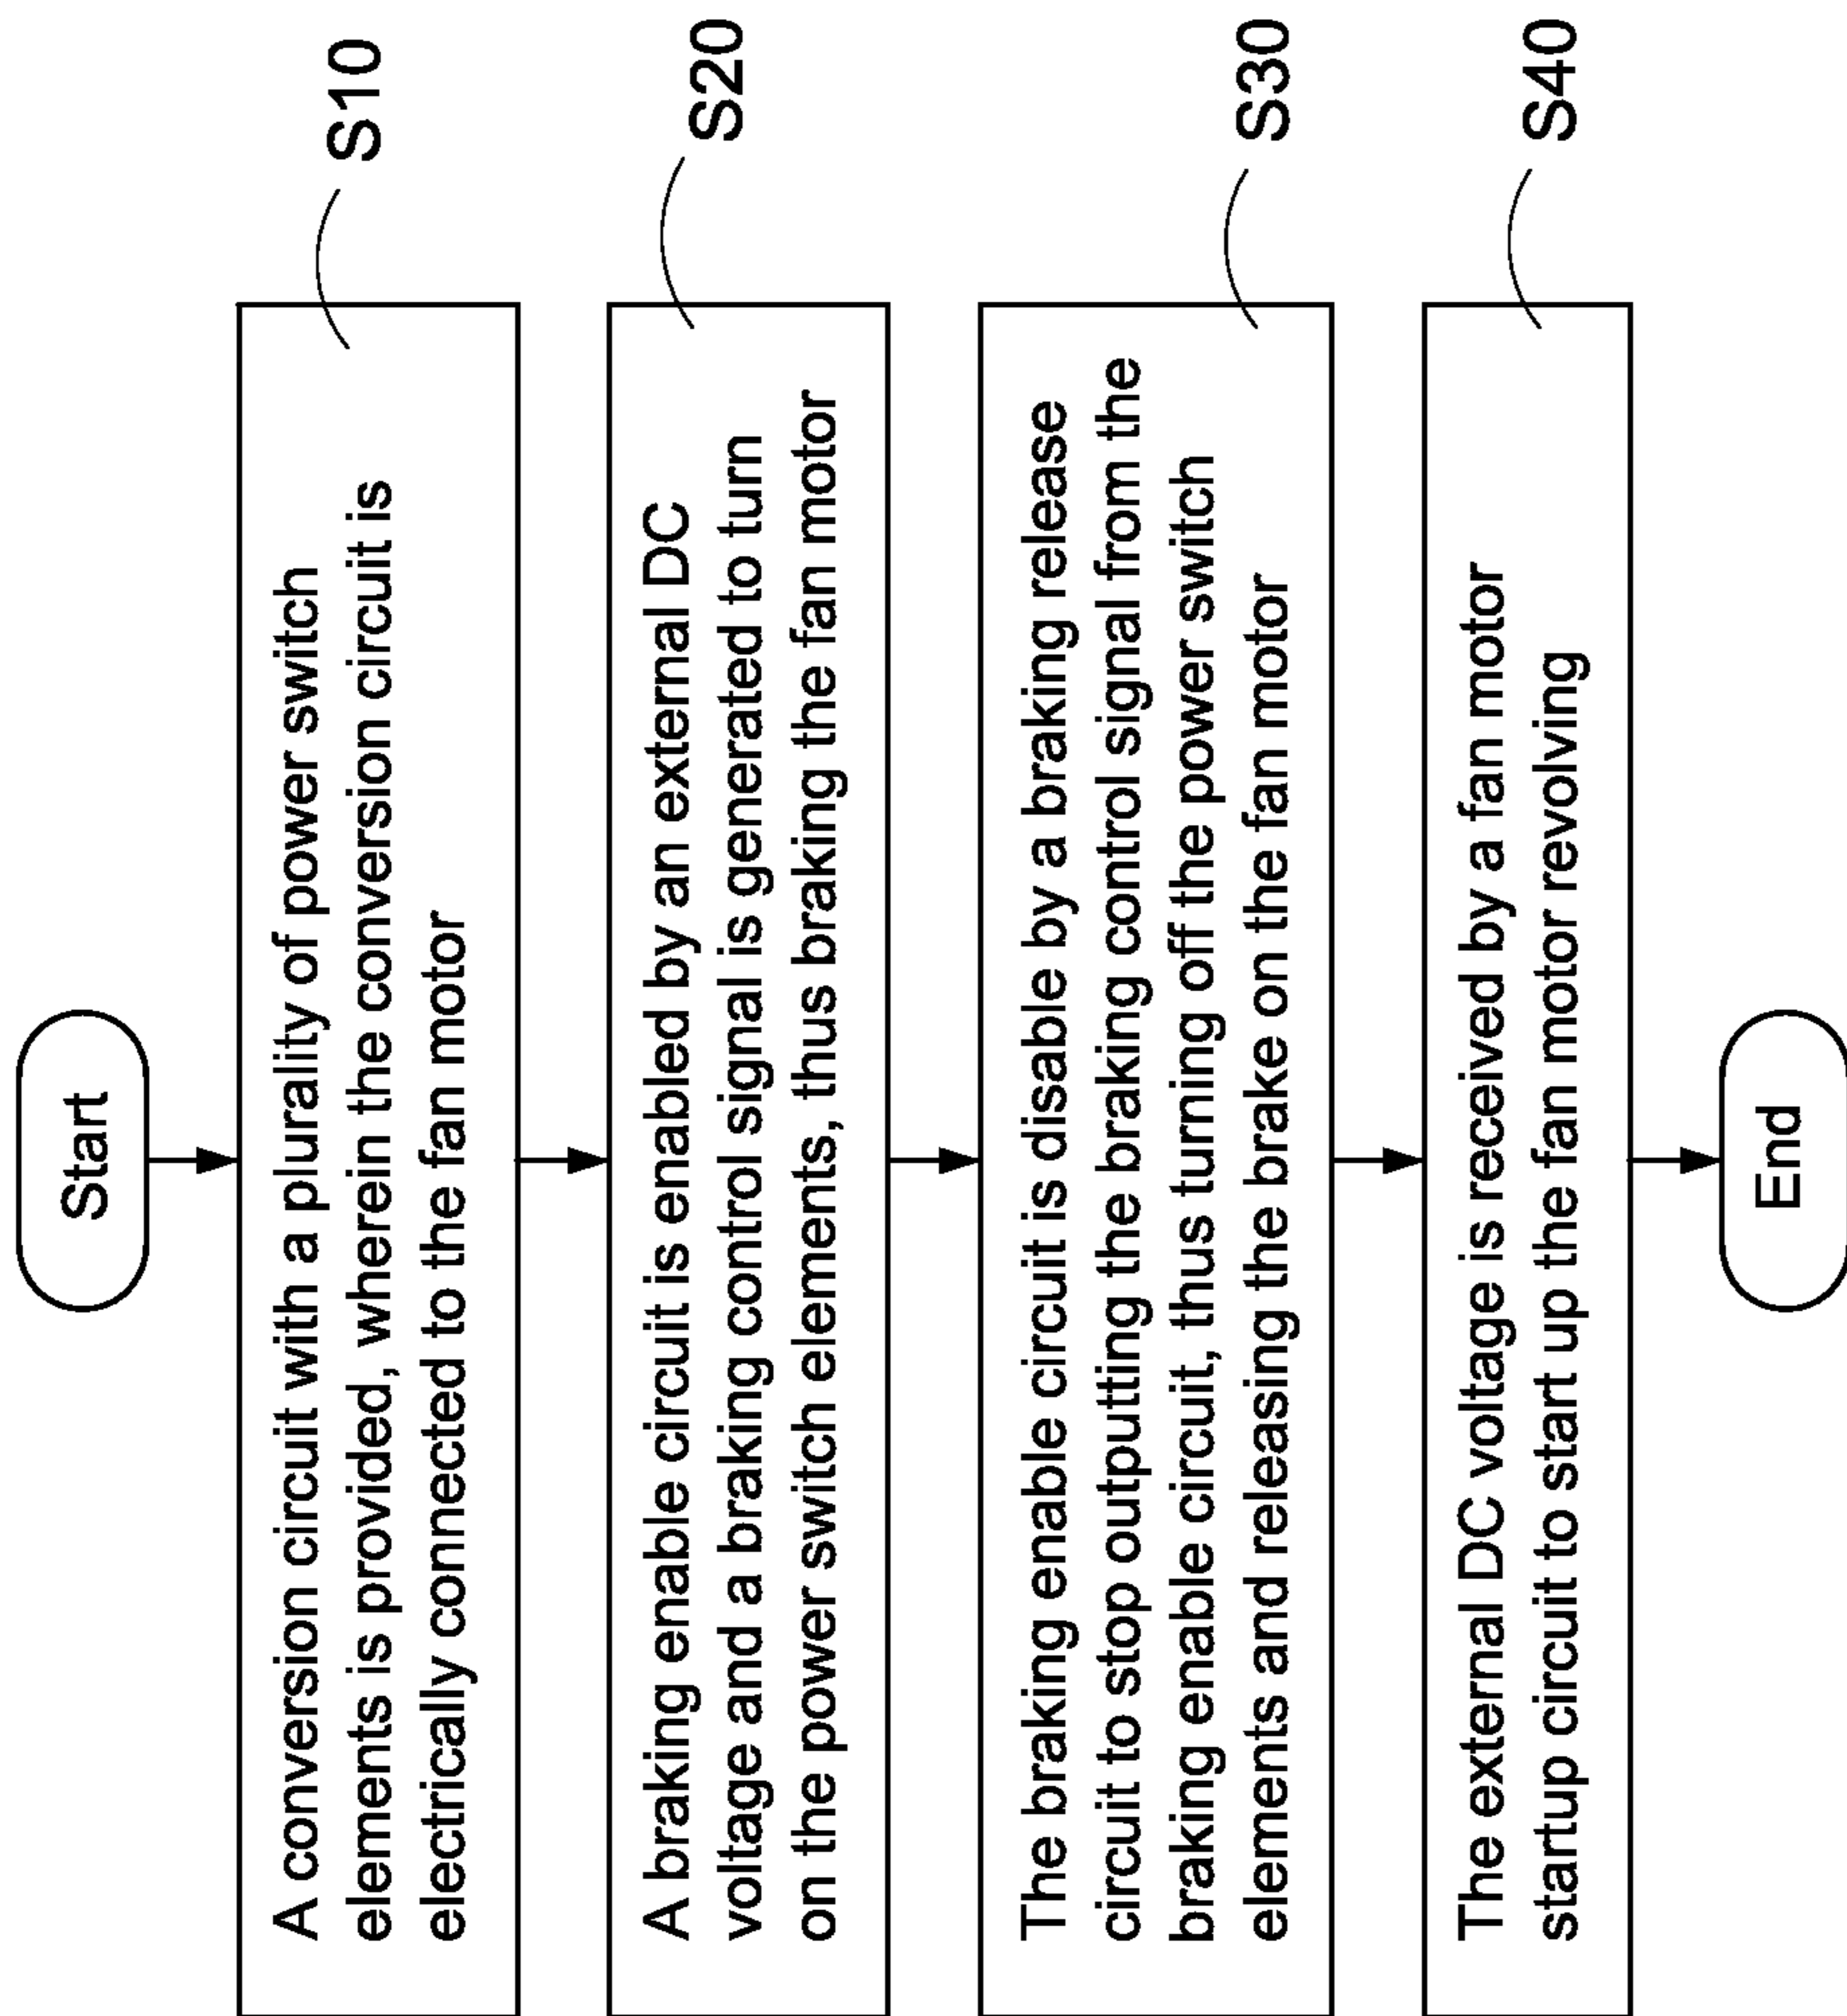 Start
A conversion circuit with a plurality of power switch
elements is provided, wherein the conversion circuit is
electrically connected to the fan motor
S10
A braking enable circuit is enabled by an external DC
voltage and a braking control signal is generated to turn
on the power switch elements, thus braking the fan motor
S20
The braking enable circuit is disable by a braking release
circuit to stop outputting the braking control signal from the
braking enable circuit, thus turning off the power switch
elements and releasing the brake on the fan motor
S30
The external DC voltage is received by a fan motor
startup circuit to start up the fan motor revolving
S40
End